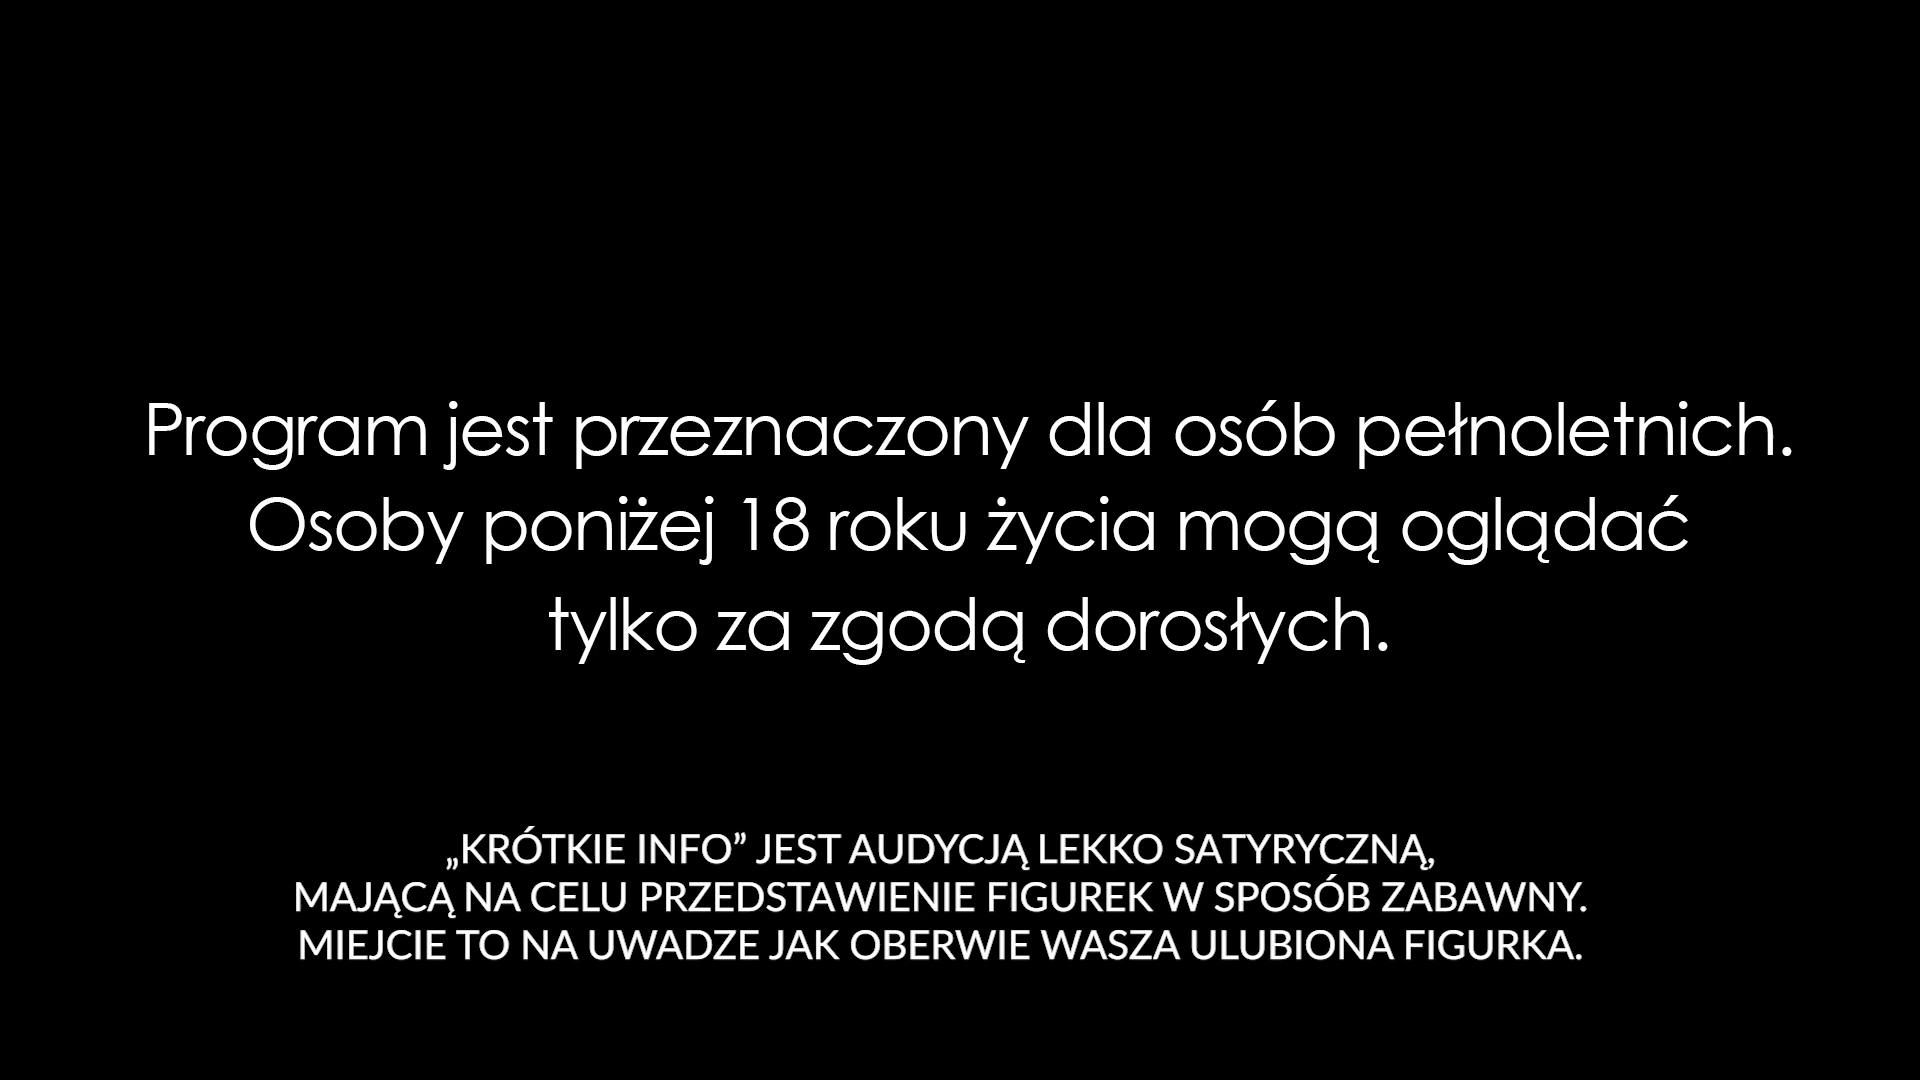 Program jest przeznaczony dla osób pełnoletnich.
Osoby poniżej 18 roku życia mogą oglądać
tylko za zgodą dorosłych.
„KRÓTKIE INFO” JEST AUDYCJĄ LEKKO SATYRYCZNĄ,
MAJĄCĄ NA CELU PRZEDSTAWIENIE FIGUREK W SPOSÓB ZABAWNY.
MIEJCIE TO NA UWADZE JAK OBERWIE WASZA ULUBIONA FIGURKA.